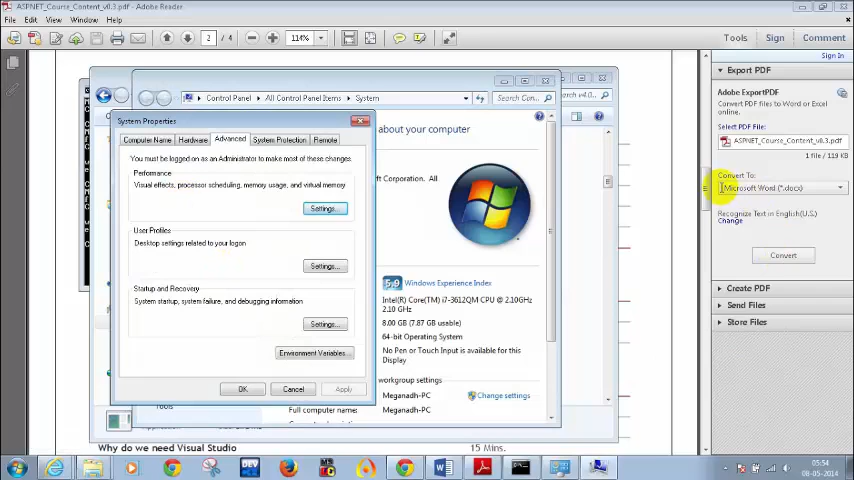 ASPNET_Course_Content_v0.3.pdf - Adobe Reader
File Edit View Window Help
2 / 4 114% Tools Sign Comment
Sign In
Export PDF
Adobe ExportPDF
Convert PDF files to Word or Excel
online.
Select PDF File:
ASPNET_Course_Content_v0.3.pdf
1 file / 119 KB
Convert To:
Microsoft Word (*.docx)
Recognize Text in English(U.S.)
Change
Convert
Create PDF
Send Files
Store Files
Control Panel All Control Panel Items System
Search Con...
System Properties
Computer Name Hardware Advanced System Protection Remote
You must be logged on as an Administrator to make most of these changes.
Performance
Visual effects, processor scheduling, memory usage, and virtual memory
Settings...
User Profiles
Desktop settings related to your logon
Settings...
Startup and Recovery
System startup, system failure, and debugging information
Settings...
Environment Variables...
OK Cancel Apply
about your computer
soft Corporation. All
5.9 Windows Experience Index
Intel(R) Core(TM) i7-3612QM CPU @ 2.10GHz
2.10 GHz
8.00 GB (7.87 GB usable)
64-bit Operating System
No Pen or Touch Input is available for this
Display
workgroup settings
Meganadh-PC
Change settings
Full computer name: Meganadh-PC
Tools
Why do we need Visual Studio 15 Mins.
05:54
08-05-2014